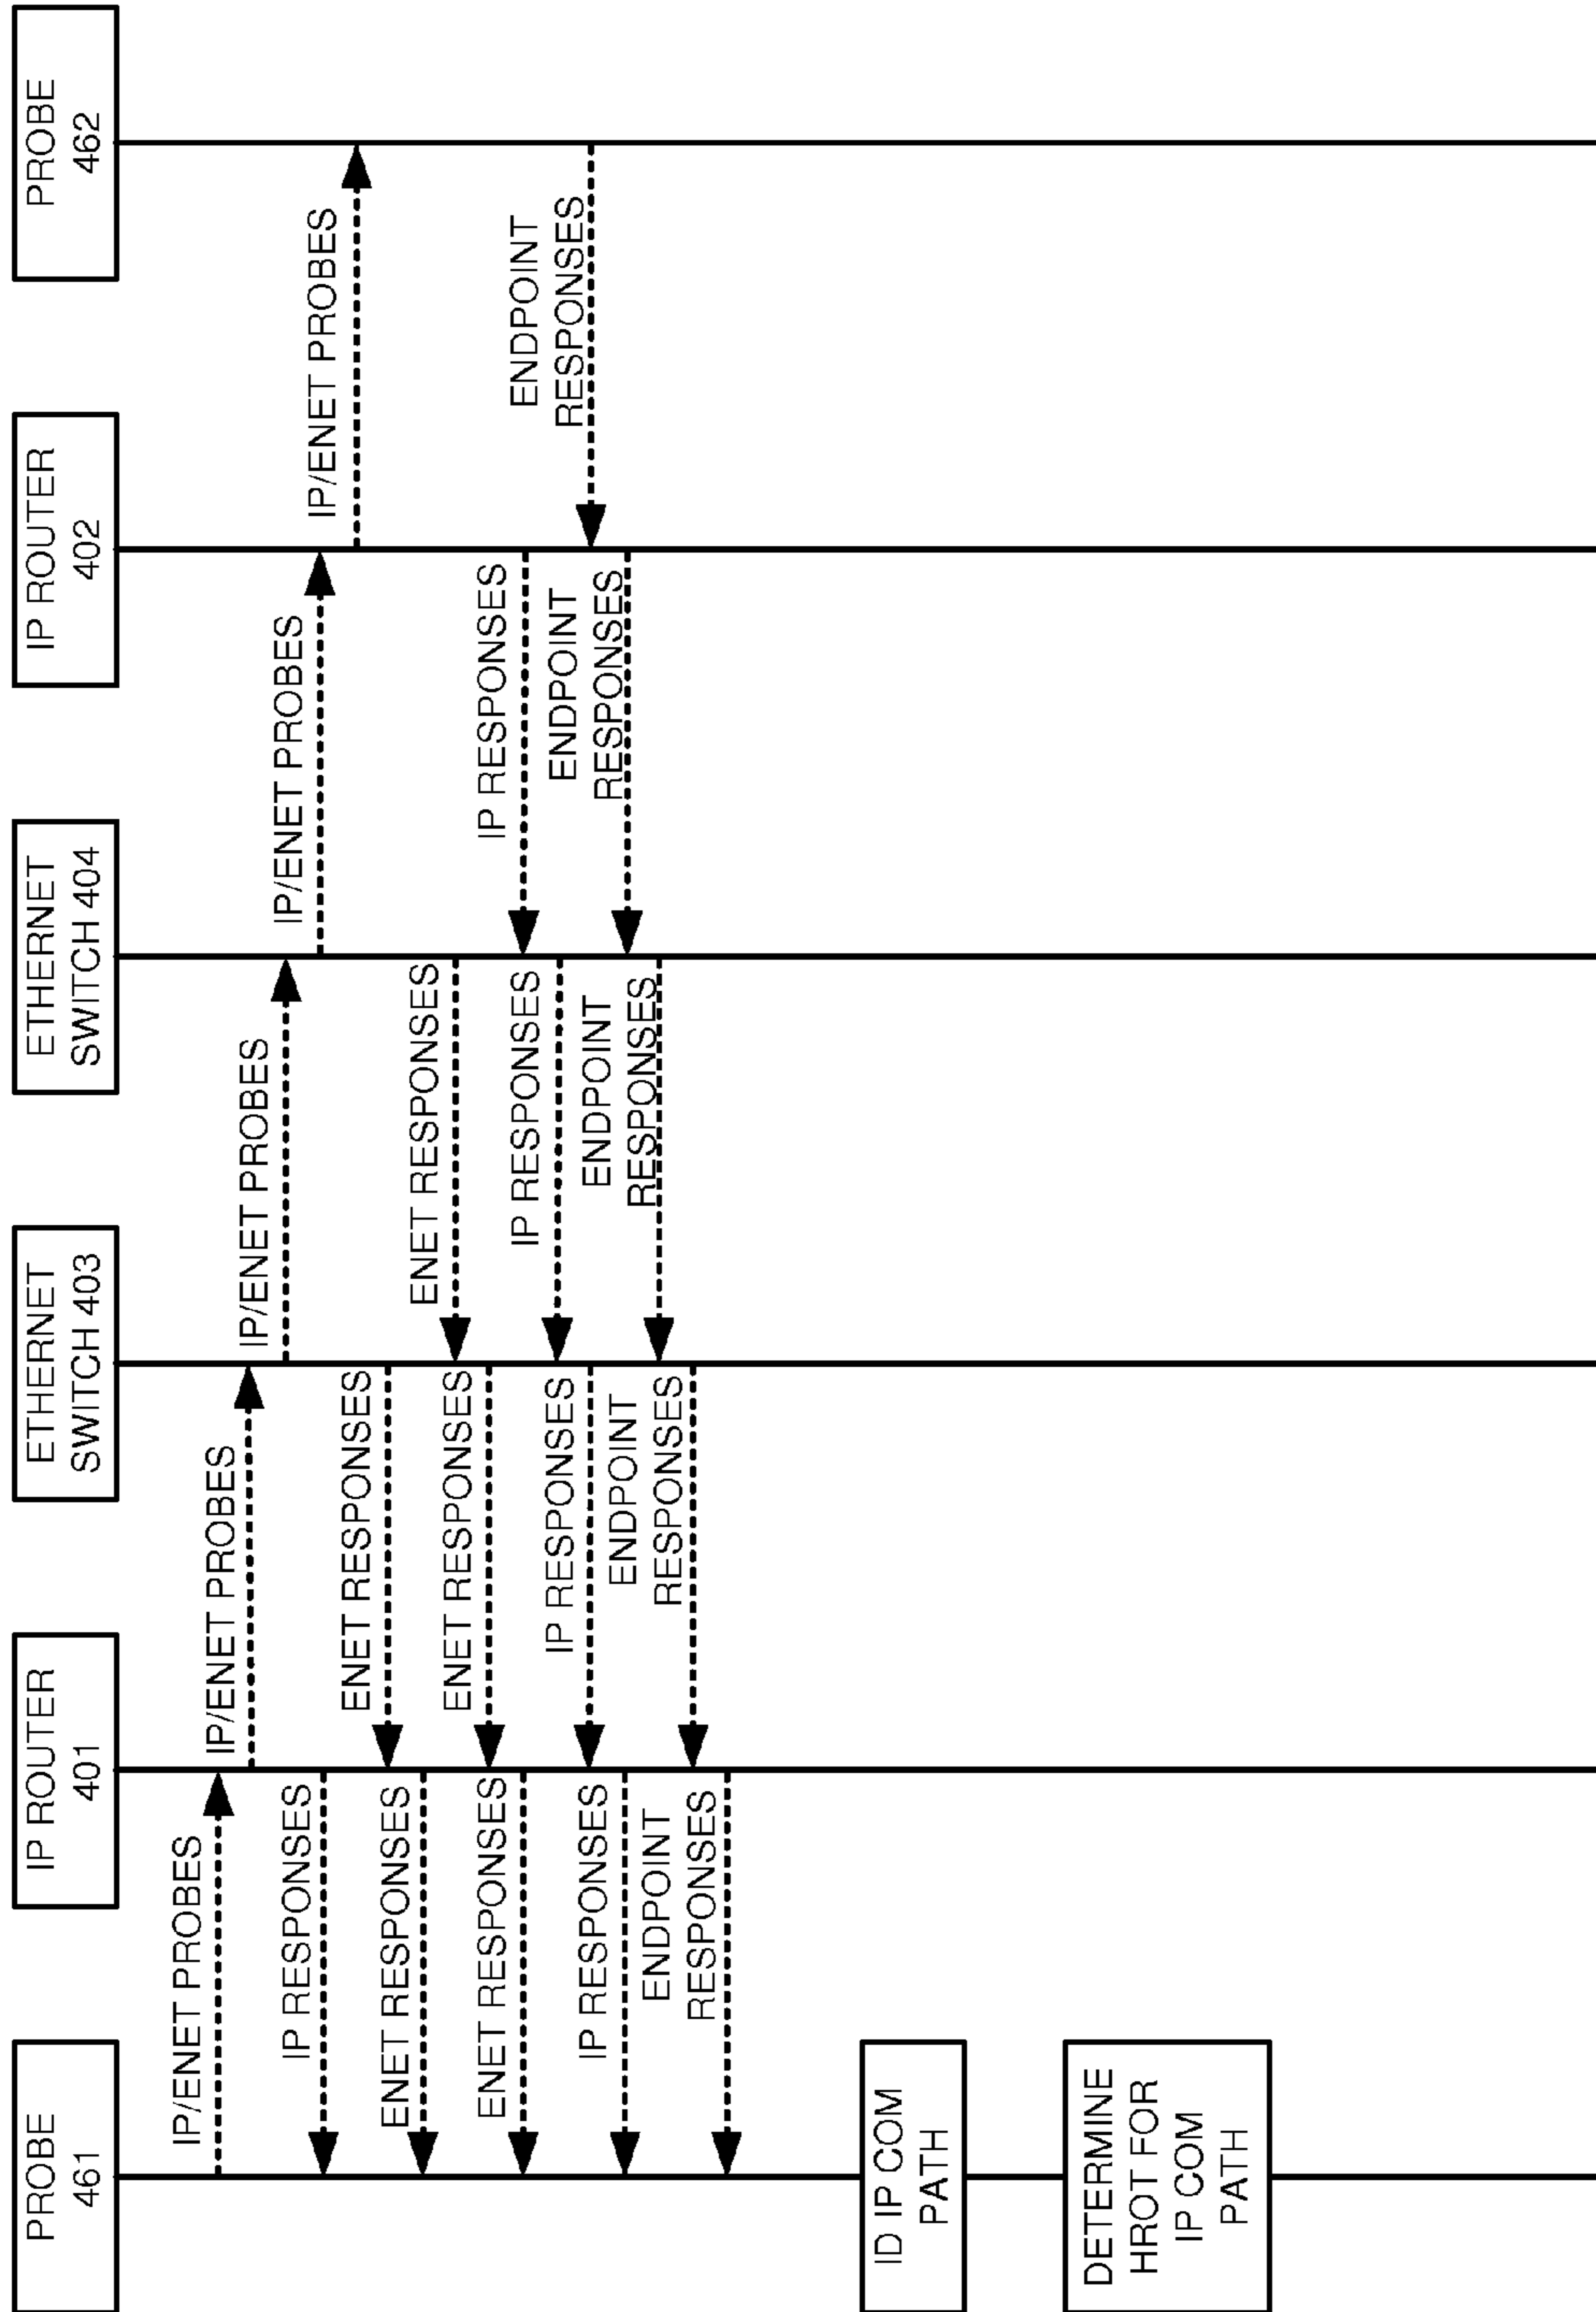 PROBE
461
IP ROUTER
401
ETHERNET
SWITCH 403
ETHERNET
SWITCH 404
IP ROUTER
402
PROBE
462
IP/ENET PROBES
IP/ENET PROBES
IP/ENET PROBES
IP/ENET PROBES
IP/ENET PROBES
IP RESPONSES
ENET RESPONSES
ENET RESPONSES
ENET RESPONSES
ENET RESPONSES
ENET RESPONSES
IP RESPONSES
IP RESPONSES
IP RESPONSES
IP RESPONSES
ENDPOINT
RESPONSES
ENDPOINT
RESPONSES
ENDPOINT
RESPONSES
ENDPOINT
RESPONSES
ENDPOINT
RESPONSES
ID IP COM
PATH
DETERMINE
HROT FOR
IP COM
PATH